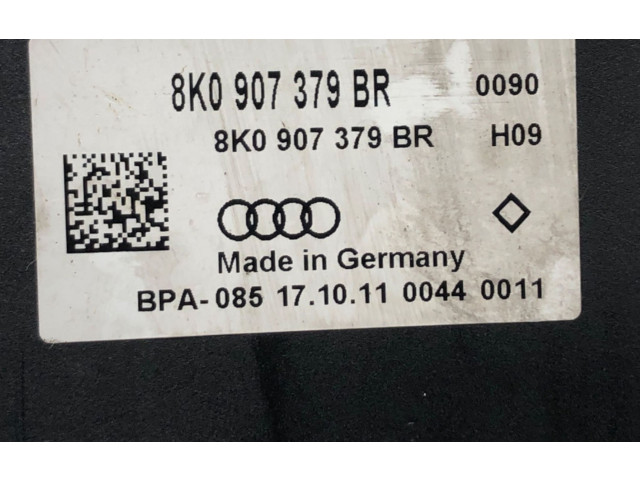 8K0 907 379 BR 0090
8K0 907 379 BR H09
Made in Germany
BPA-085 17.10.11 0044 0011